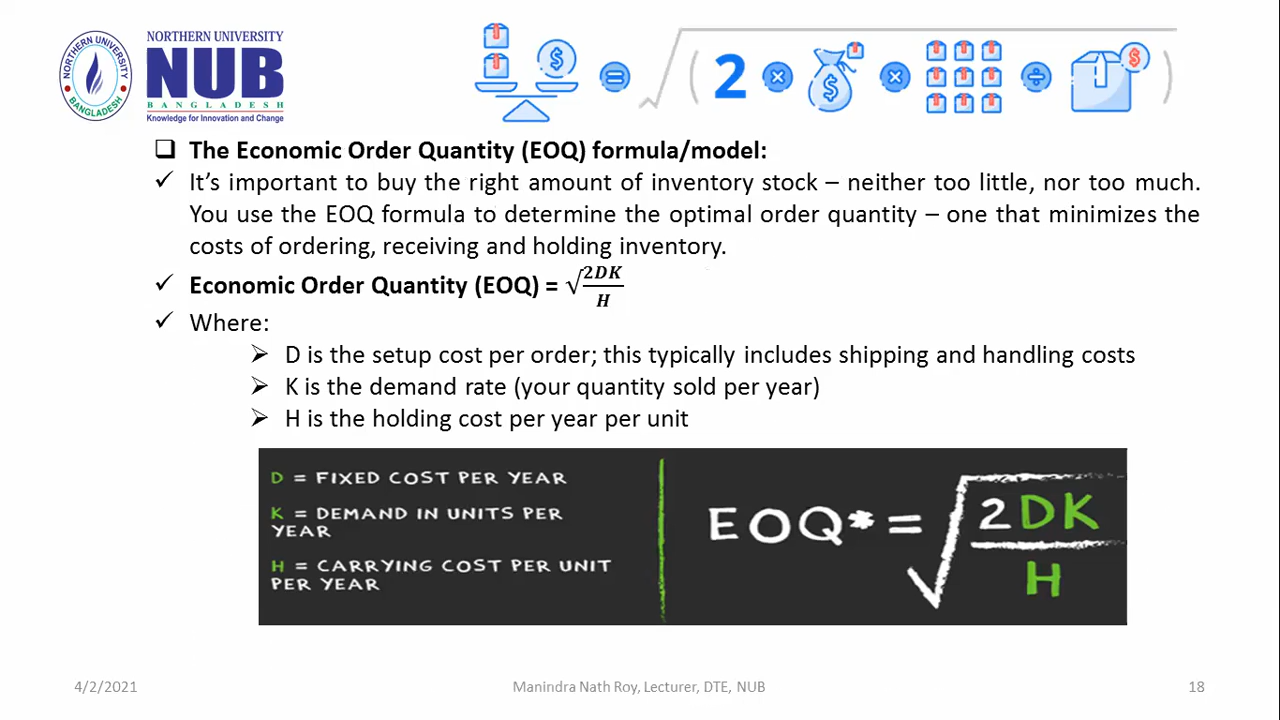 NORTHERN UNIVERSITY
NUB
BANGLADESH
Knowledge for Innovation and Change
NORTHERN UNIVERSITY
BANGLADESH
$ = √ ( 2 × $ × ÷ $ )
❑ The Economic Order Quantity (EOQ) formula/model:
✓ It's important to buy the right amount of inventory stock – neither too little, nor too much.
You use the EOQ formula to determine the optimal order quantity – one that minimizes the
costs of ordering, receiving and holding inventory.
✓ Economic Order Quantity (EOQ) = √2DK/H
✓ Where:
➢ D is the setup cost per order; this typically includes shipping and handling costs
➢ K is the demand rate (your quantity sold per year)
➢ H is the holding cost per year per unit
D = FIXED COST PER YEAR
K = DEMAND IN UNITS PER
YEAR
H = CARRYING COST PER UNIT
PER YEAR
EOQ* = √2DK/H
4/2/2021
Manindra Nath Roy, Lecturer, DTE, NUB
18